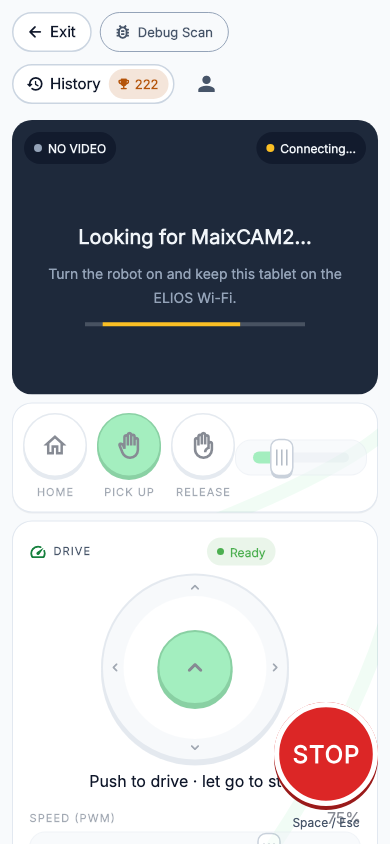 Exit
Debug Scan
History
222
NO VIDEO
Connecting...
Looking for MaixCAM2...
Turn the robot on and keep this tablet on the
ELIOS Wi-Fi.
HOME
PICK UP
RELEASE
DRIVE
Ready
STOP
Push to drive · let go to st
SPEED (PWM)
75%
Space / Esc